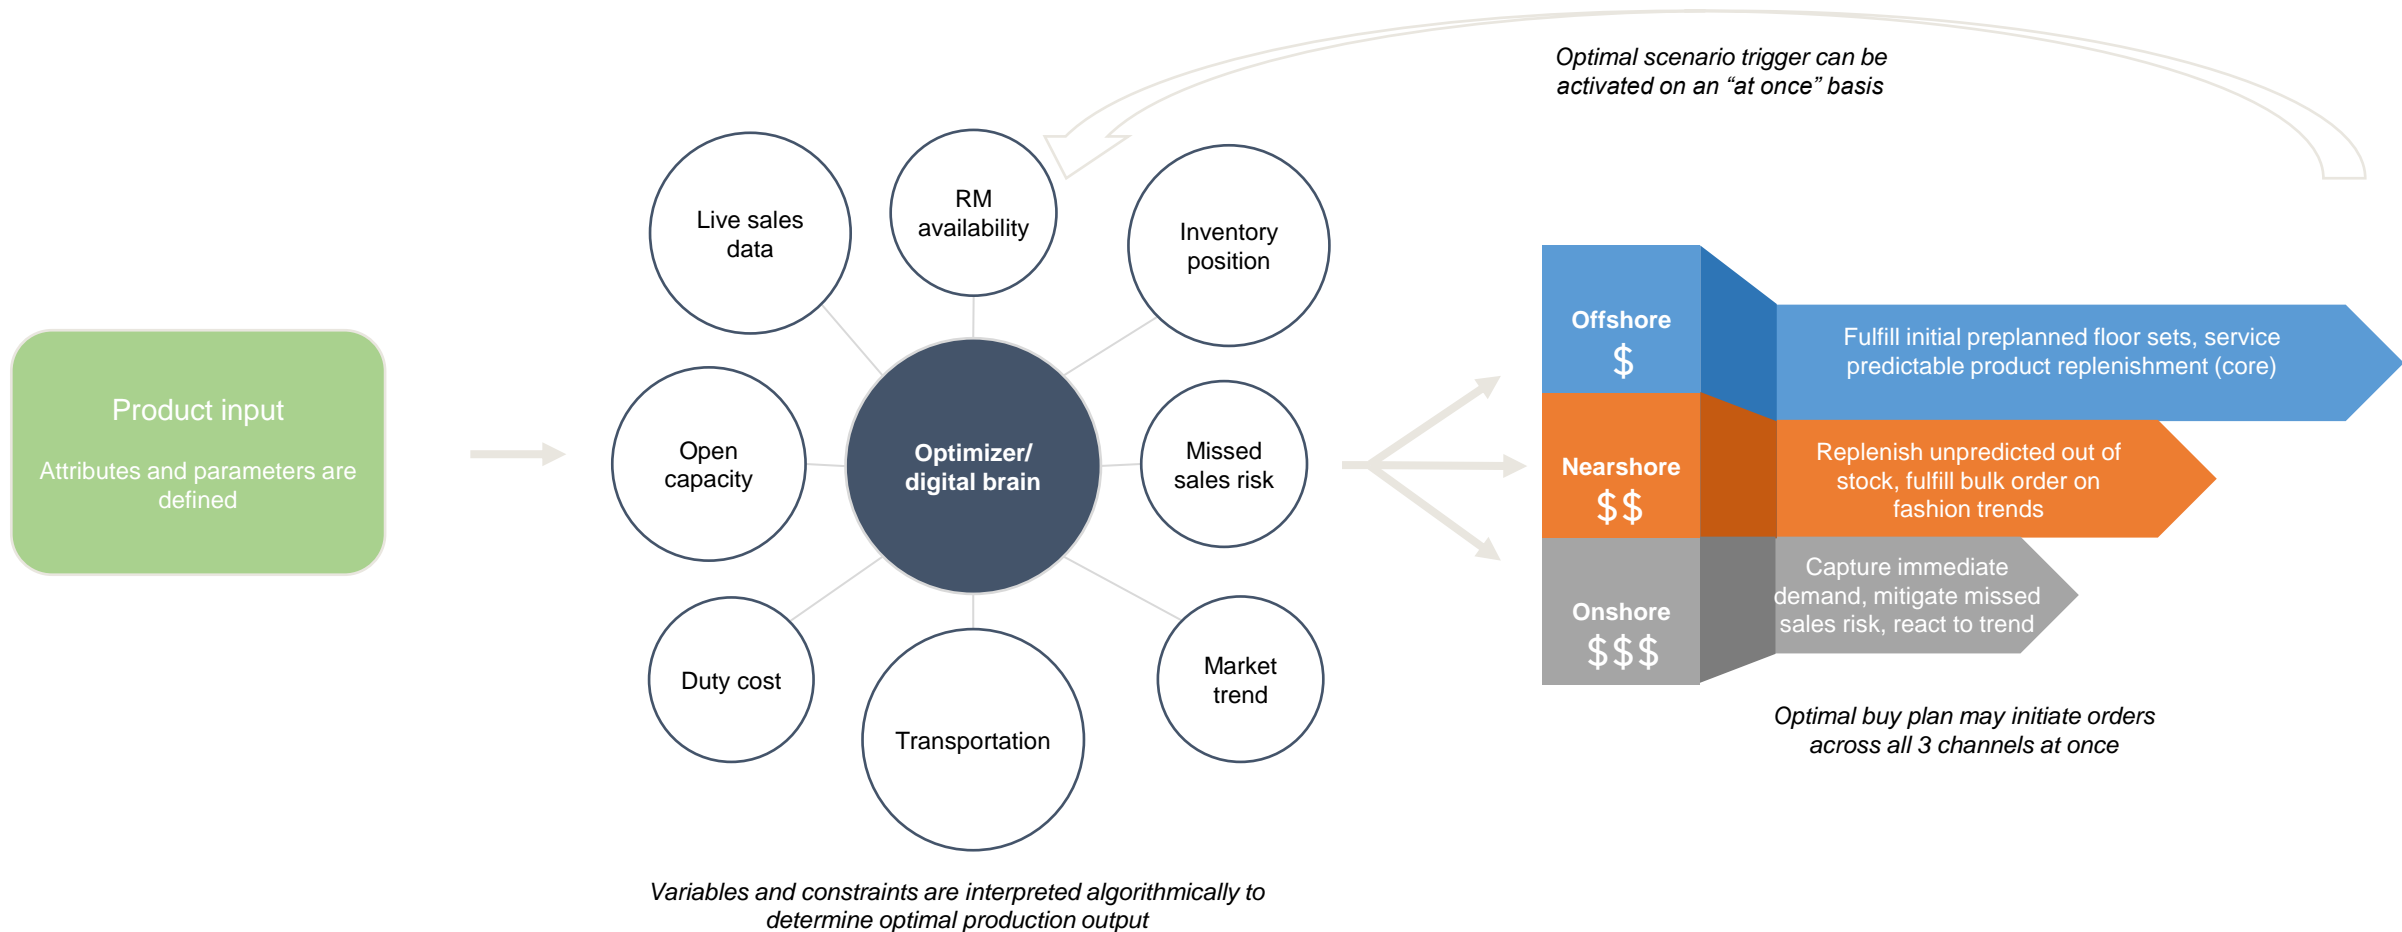 Optimal scenario trigger can be
activated on an “at once” basis
Product input
Attributes and parameters are
defined
Live sales
data
RM
availability
Inventory
position
Open
capacity
Optimizer/
digital brain
Missed
sales risk
Duty cost
Transportation
Market
trend
Variables and constraints are interpreted algorithmically to
determine optimal production output
Offshore
$
Fulfill initial preplanned floor sets, service
predictable product replenishment (core)
Nearshore
$$
Replenish unpredicted out of
stock, fulfill bulk order on
fashion trends
Onshore
$$$
Capture immediate
demand, mitigate missed
sales risk, react to trend
Optimal buy plan may initiate orders
across all 3 channels at once